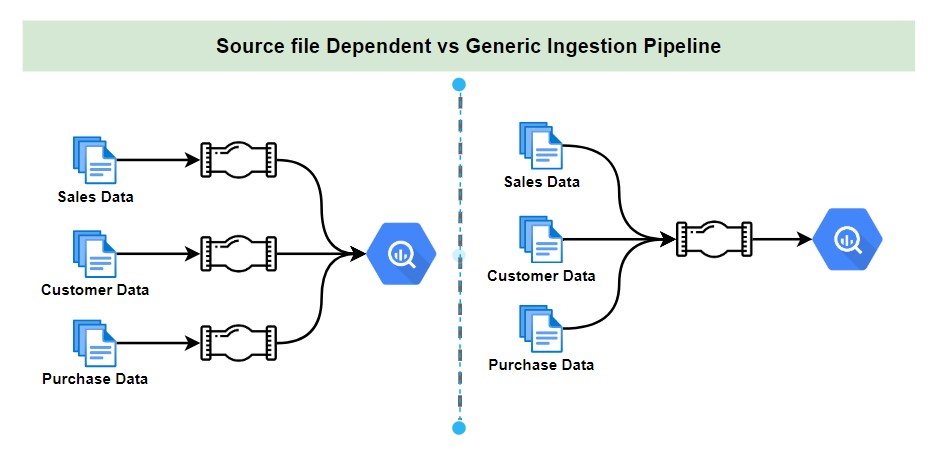 Source file Dependent vs Generic Ingestion Pipeline
Sales Data
Customer Data
Purchase Data
Sales Data
Customer Data
Purchase Data